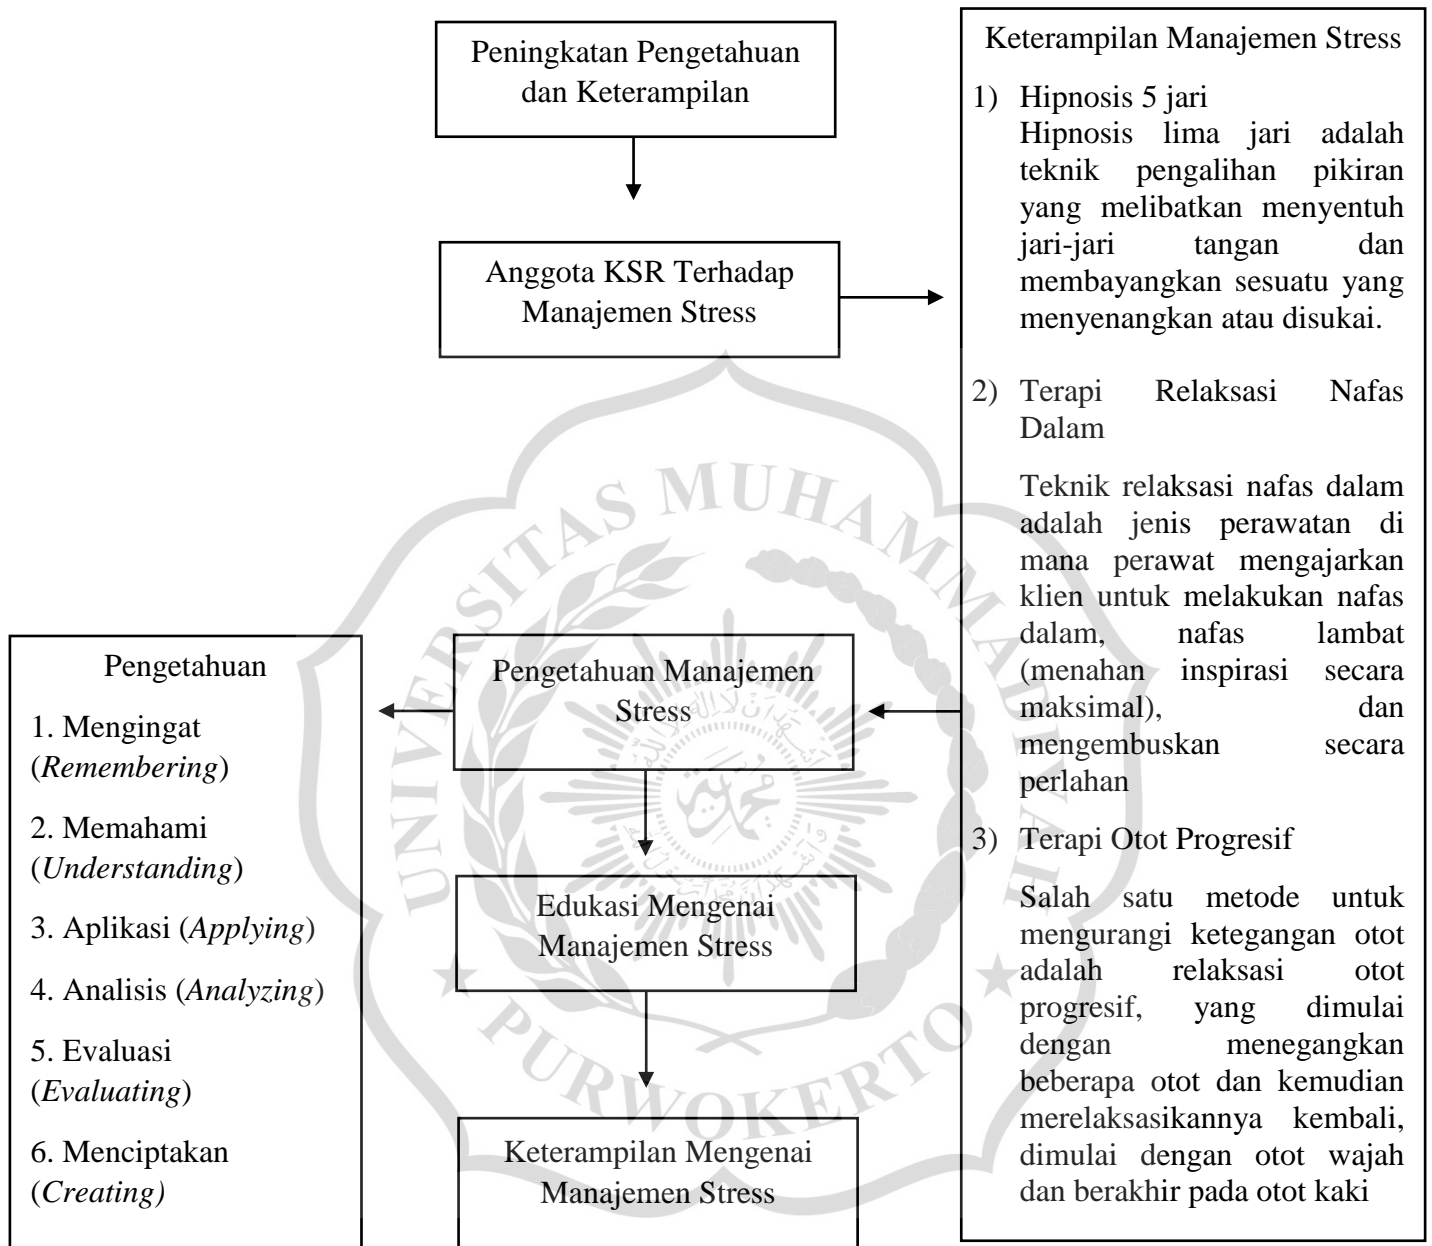 Peningkatan Pengetahuan
dan Keterampilan
Anggota KSR Terhadap
Manajemen Stress
Keterampilan Manajemen Stress
1) Hipnosis 5 jari
Hipnosis lima jari adalah
teknik pengalihan pikiran
yang melibatkan menyentuh
jari-jari tangan dan
membayangkan sesuatu yang
menyenangkan atau disukai.
2) Terapi Relaksasi Nafas
Dalam
Teknik relaksasi nafas dalam
adalah jenis perawatan di
mana perawat mengajarkan
klien untuk melakukan nafas
dalam, nafas lambat
(menahan inspirasi secara
maksimal), dan
mengembuskan secara
perlahan
3) Terapi Otot Progresif
Salah satu metode untuk
mengurangi ketegangan otot
adalah relaksasi otot
progresif, yang dimulai
dengan menegangkan
beberapa otot dan kemudian
merelaksasikannya kembali,
dimulai dengan otot wajah
dan berakhir pada otot kaki
Pengetahuan Manajemen
Stress
Pengetahuan
1. Mengingat
(Remembering)
2. Memahami
(Understanding)
3. Aplikasi (Applying)
4. Analisis (Analyzing)
5. Evaluasi
(Evaluating)
6. Menciptakan
(Creating)
Edukasi Mengenai
Manajemen Stress
Keterampilan Mengenai
Manajemen Stress
UNIVERSITAS MUHAMMADIYAH
PURWOKERTO